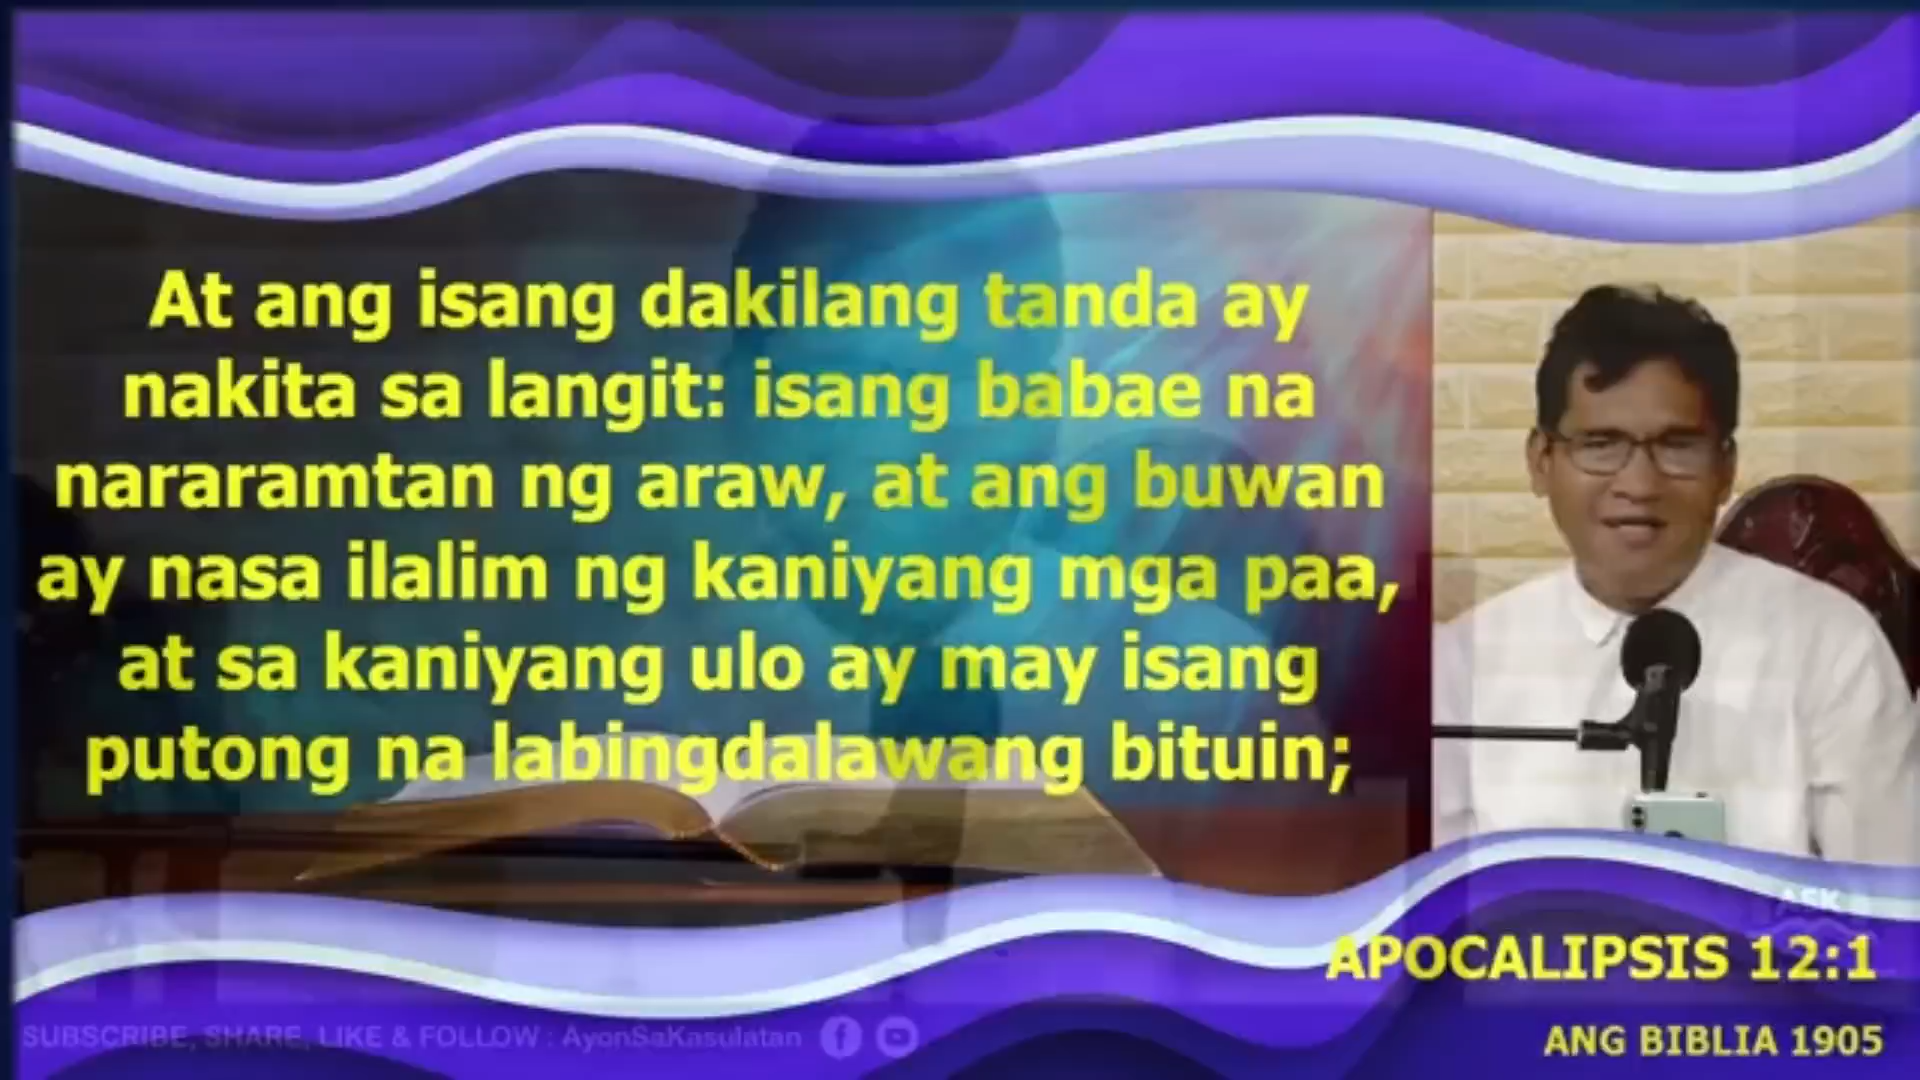 At ang isang dakilang tanda ay
nakita sa langit: isang babae na
nararamtan ng araw, at ang buwan
ay nasa ilalim ng kaniyang mga paa,
at sa kaniyang ulo ay may isang
putong na labingdalawang bituin;
ASK
APOCALIPSIS 12:1
SUBSCRIBE, SHARE, LIKE & FOLLOW : AyonSaKasulatan
ANG BIBLIA 1905